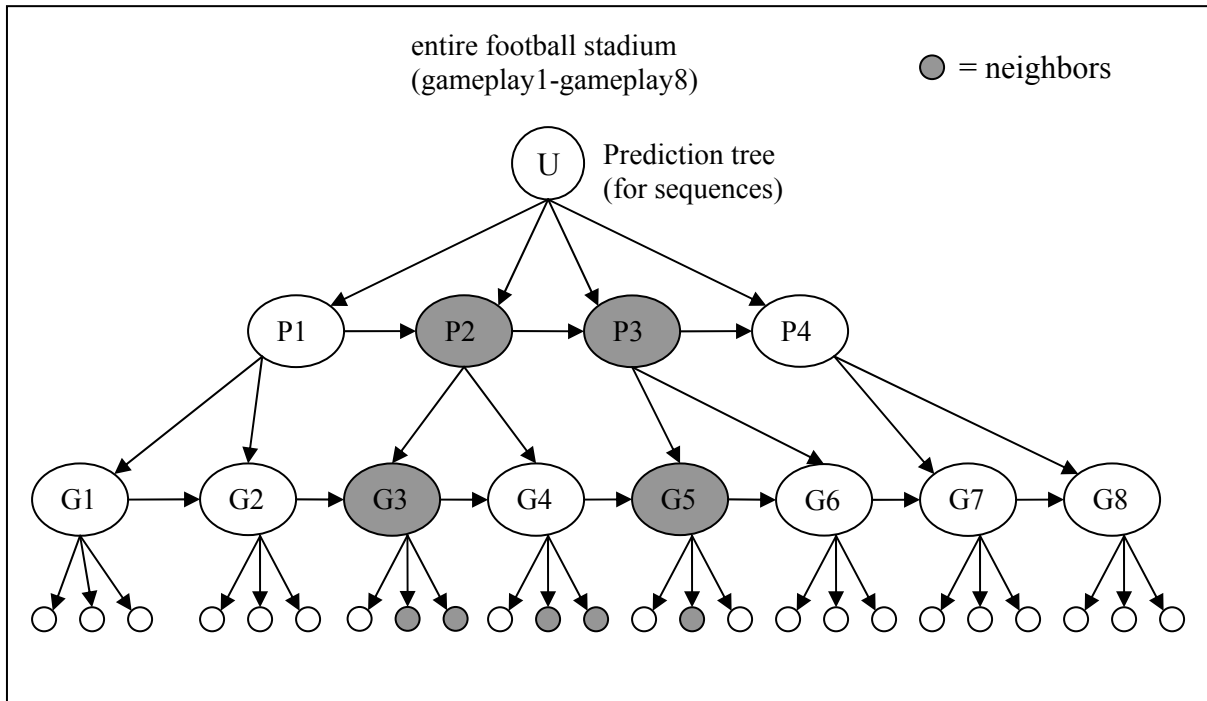 entire football stadium
(gameplay1-gameplay8)
= neighbors
U
Prediction tree
(for sequences)
P1
P2
P3
P4
G1
G2
G3
G4
G5
G6
G7
G8